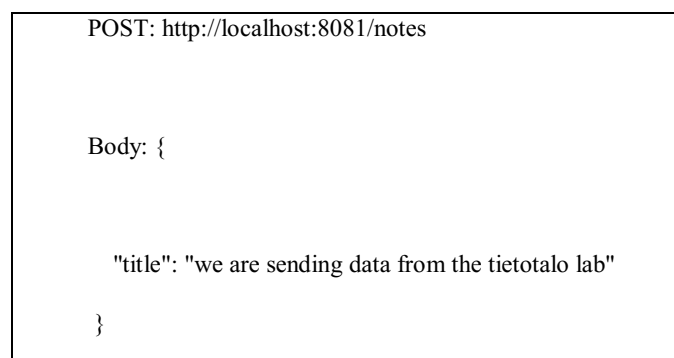 POST: http://localhost:8081/notes
Body: {
"title": "we are sending data from the tietotalo lab"
}